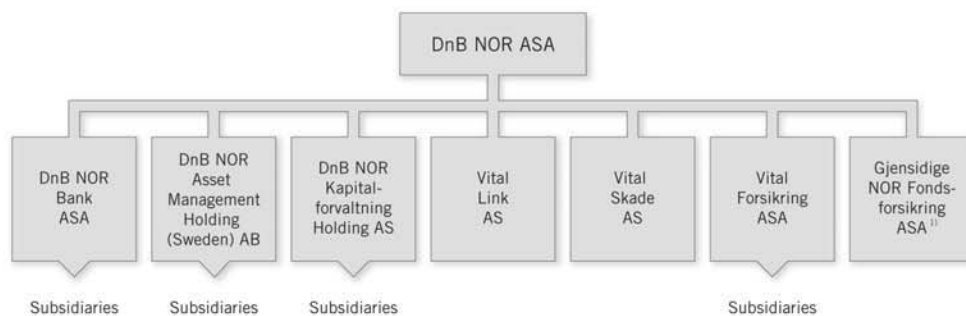 DnB NOR ASA
DnB NOR
Bank
ASA
DnB NOR
Asset
Management
Holding
(Sweden) AB
DnB NOR
Kapital-
forvaltning
Holding AS
Vital
Link
AS
Vital
Skade
AS
Vital
Forsikring
ASA
Gjensidige
NOR Fonds-
forsikring
ASA 1)
Subsidiaries
Subsidiaries
Subsidiaries
Subsidiaries